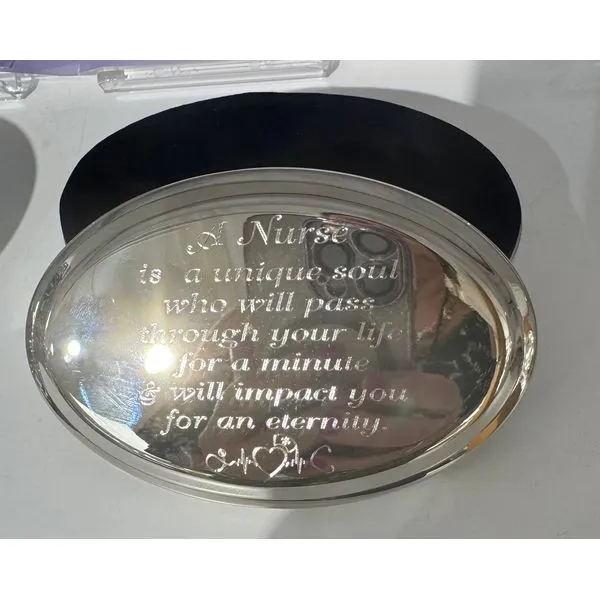 A Nurse
is a unique soul
who will pass
through your life
for a minute
& will impact you
for an eternity.